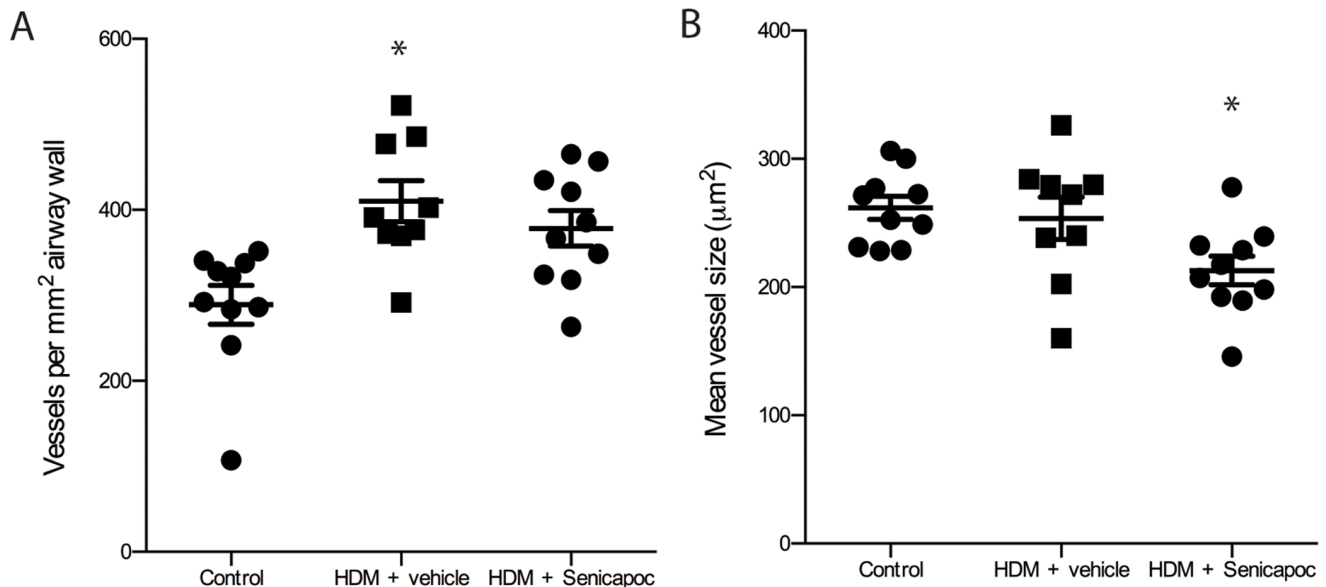 A
600
400
200
0
Vessels per mm² airway wall
*
Control
HDM + vehicle
HDM + Senicapoc
B
400
300
200
100
0
Mean vessel size (µm²)
*
Control
HDM + vehicle
HDM + Senicapoc